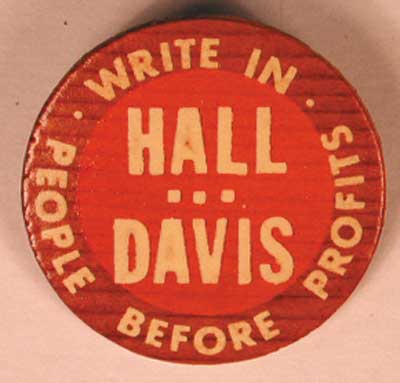 · WRITE IN ·
HALL
...
DAVIS
PEOPLE BEFORE PROFITS